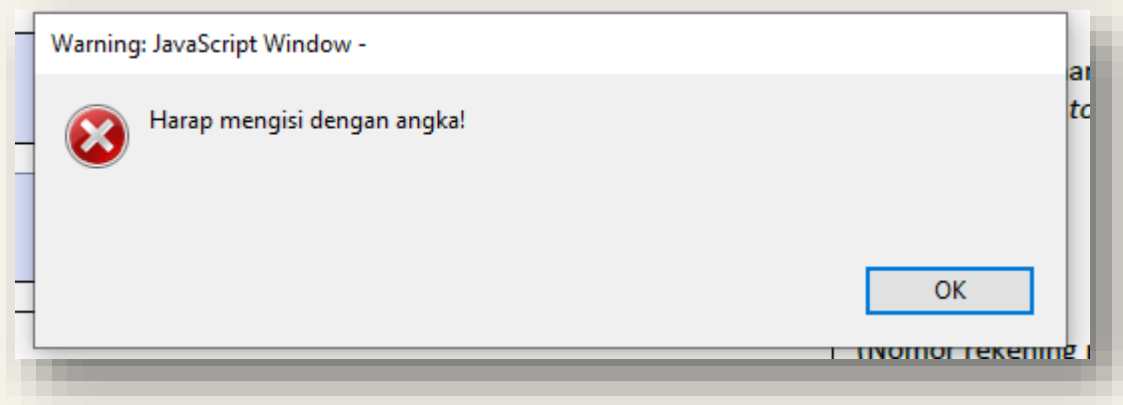 Warning: JavaScript Window -
Harap mengisi dengan angka!
OK
(Nomor rekening